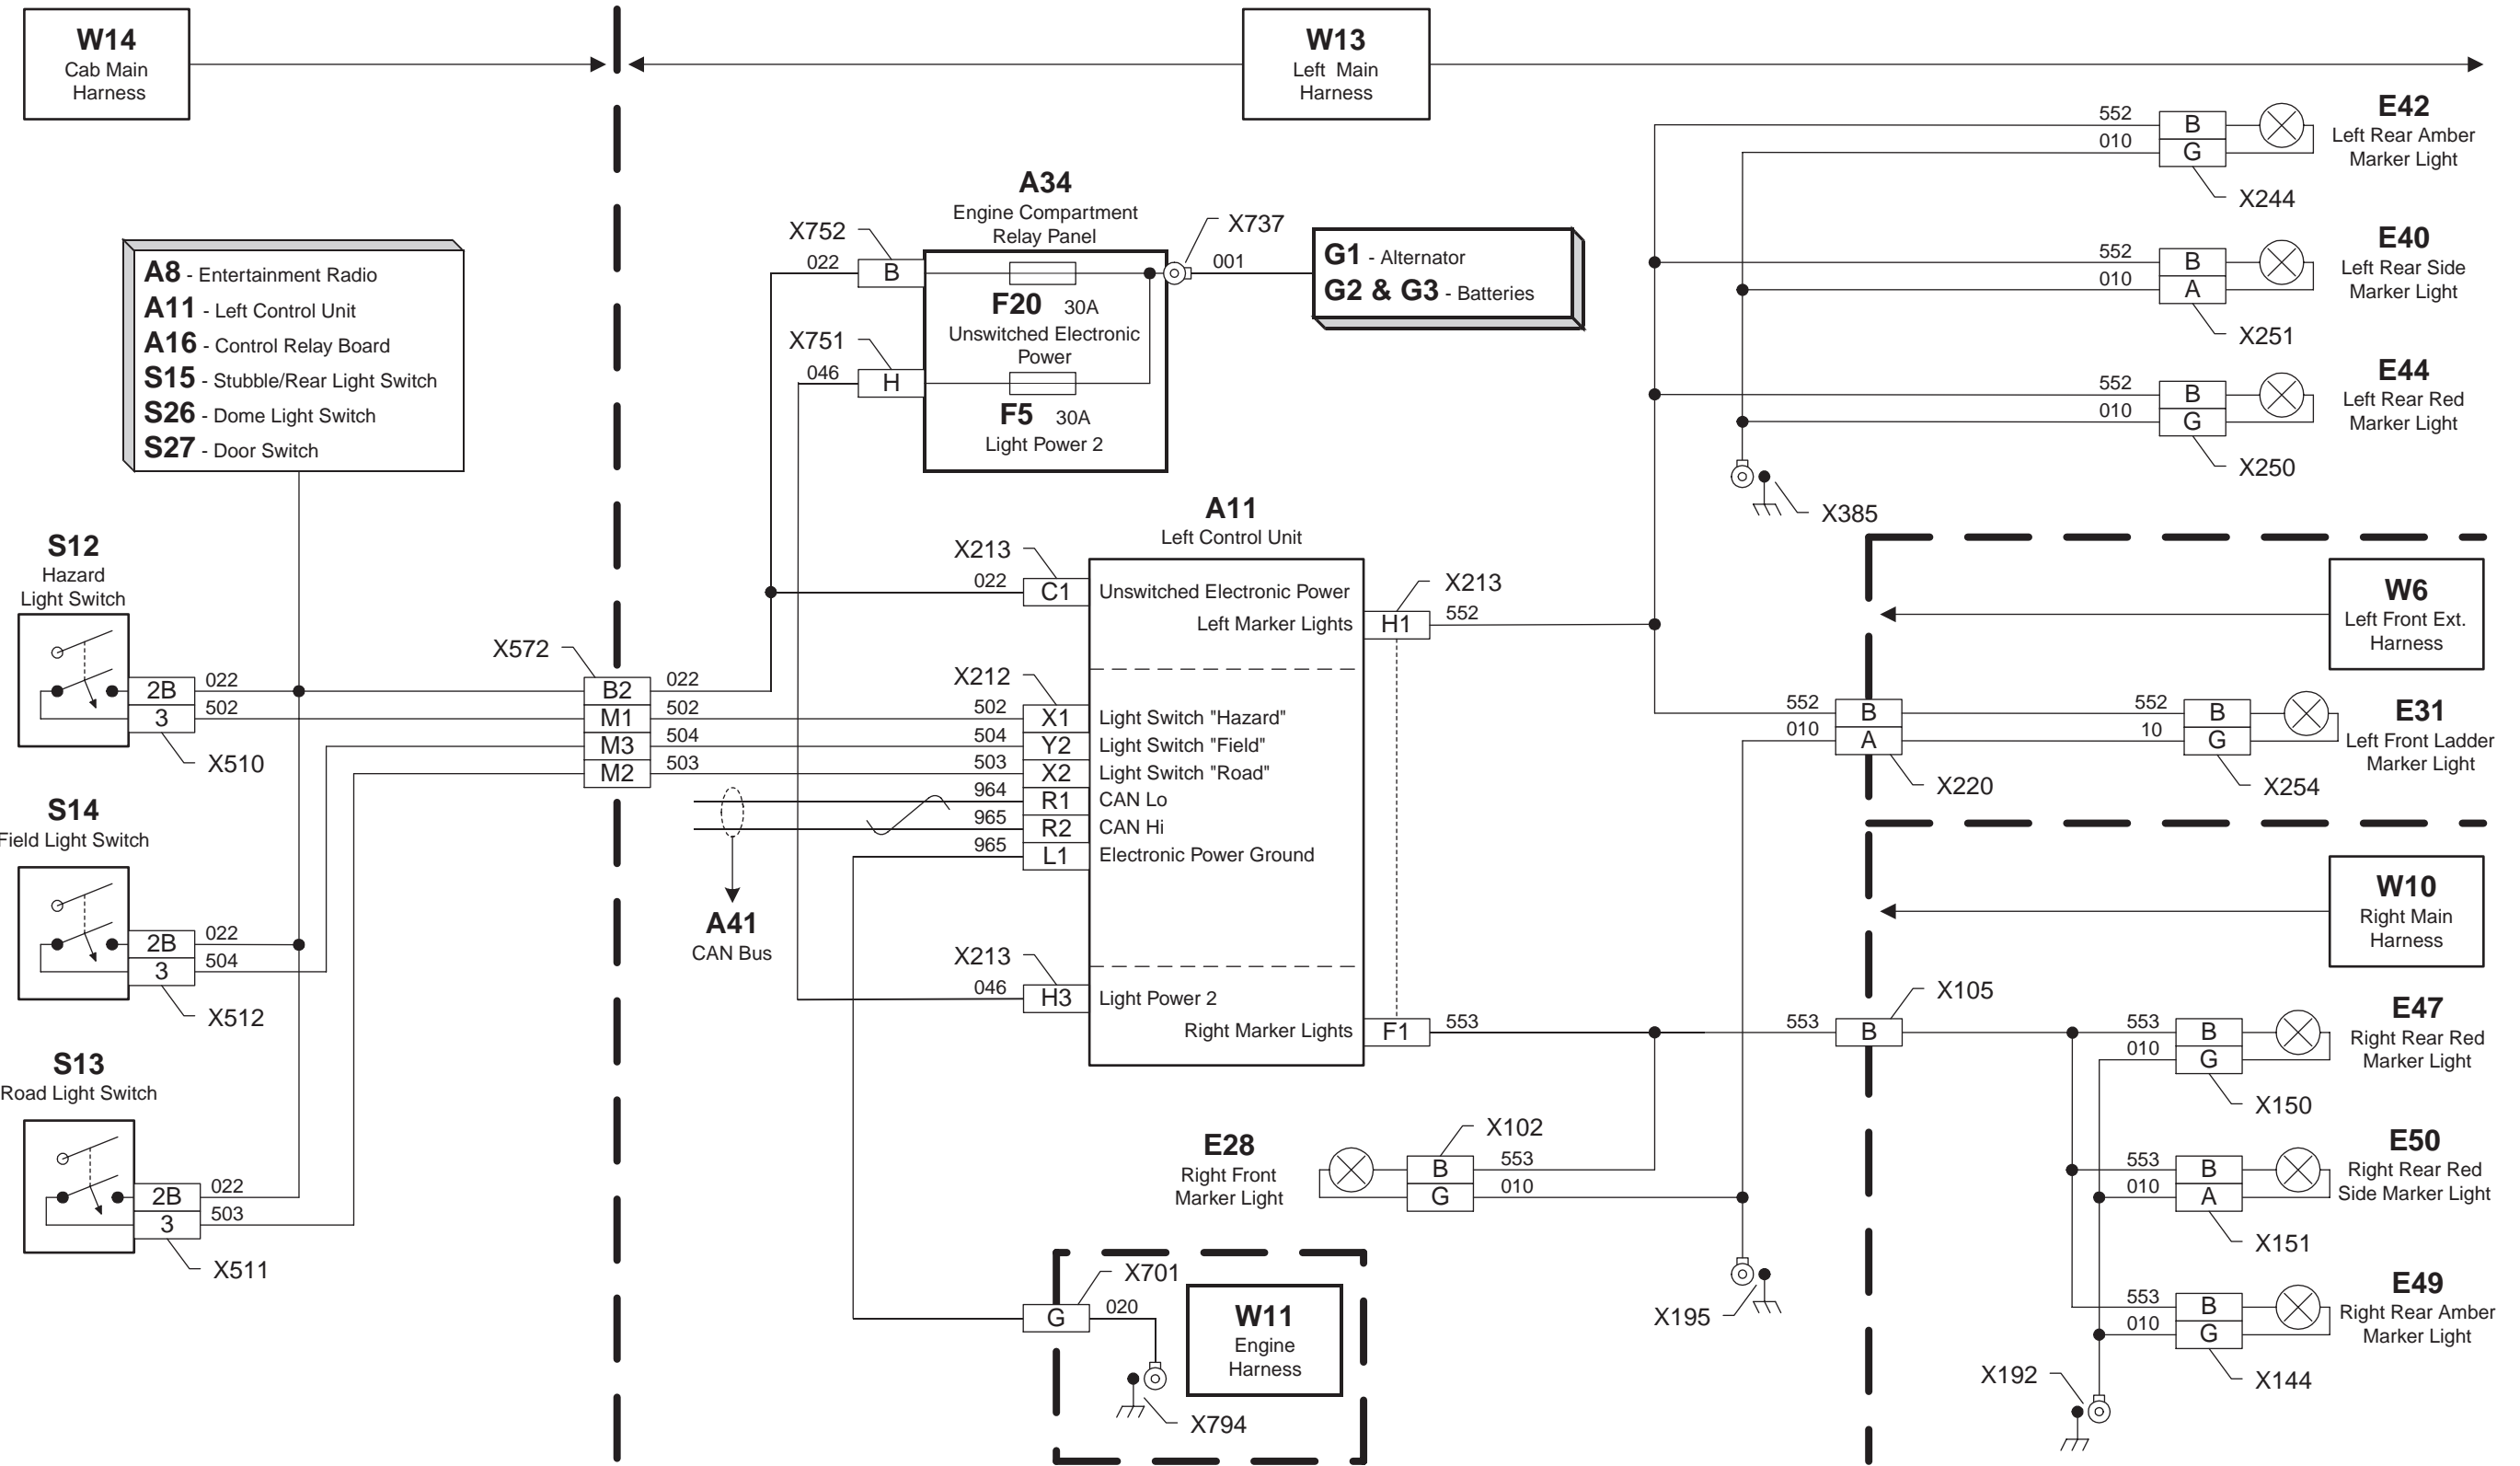 W14
Cab Main
Harness
W13
Left Main
Harness
552
010
B
G
E42
Left Rear Amber
Marker Light
X244
552
010
B
A
E40
Left Rear Side
Marker Light
X251
552
010
B
G
E44
Left Rear Red
Marker Light
X250
X385
A34
Engine Compartment
Relay Panel
X752
022
B
X737
001
F20 30A
Unswitched Electronic
Power
X751
046
H
F5 30A
Light Power 2
G1 - Alternator
G2 & G3 - Batteries
A8 - Entertainment Radio
A11 - Left Control Unit
A16 - Control Relay Board
S15 - Stubble/Rear Light Switch
S26 - Dome Light Switch
S27 - Door Switch
S12
Hazard
Light Switch
2B
3
022
502
X510
S14
Field Light Switch
2B
3
022
504
X512
S13
Road Light Switch
2B
3
022
503
X511
X572
B2
M1
M3
M2
022
502
504
503
A11
Left Control Unit
X213
022
C1
Unswitched Electronic Power
Left Marker Lights
H1
X213
552
X212
502
X1
Light Switch "Hazard"
504
Y2
Light Switch "Field"
503
X2
Light Switch "Road"
964
R1
CAN Lo
965
R2
CAN Hi
965
L1
Electronic Power Ground
A41
CAN Bus
X213
046
H3
Light Power 2
Right Marker Lights
F1
553
W6
Left Front Ext.
Harness
552
010
B
A
X220
552
10
B
G
E31
Left Front Ladder
Marker Light
X254
W10
Right Main
Harness
553
B
X105
553
010
B
G
E47
Right Rear Red
Marker Light
X150
553
010
B
A
E50
Right Rear Red
Side Marker Light
X151
553
010
B
G
E49
Right Rear Amber
Marker Light
X144
X192
E28
Right Front
Marker Light
B
G
X102
553
010
X195
X701
G
020
W11
Engine
Harness
X794